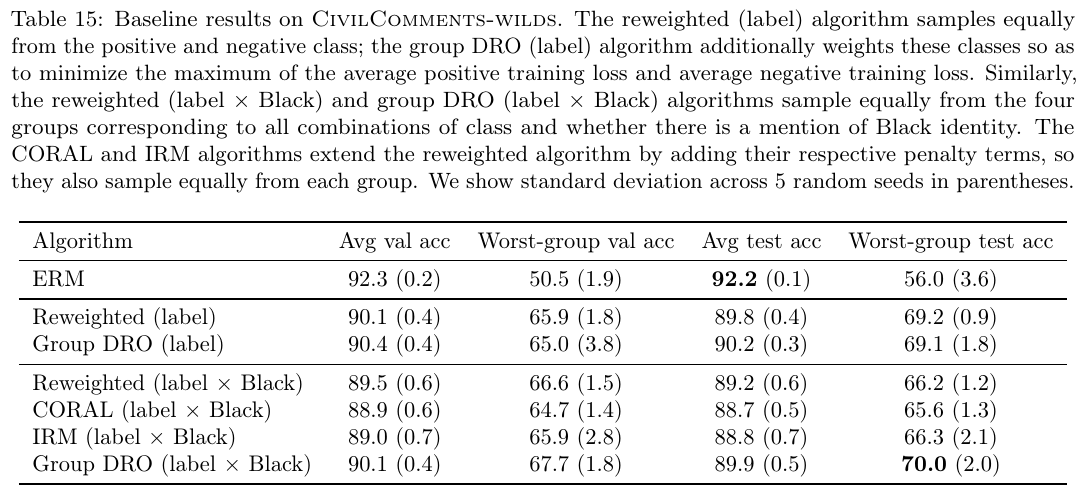 Table 15: Baseline results on CIVILCOMMENTS-WILDS. The reweighted (label) algorithm samples equally
from the positive and negative class; the group DRO (label) algorithm additionally weights these classes so as
to minimize the maximum of the average positive training loss and average negative training loss. Similarly,
the reweighted (label × Black) and group DRO (label × Black) algorithms sample equally from the four
groups corresponding to all combinations of class and whether there is a mention of Black identity. The
CORAL and IRM algorithms extend the reweighted algorithm by adding their respective penalty terms, so
they also sample equally from each group. We show standard deviation across 5 random seeds in parentheses.
Algorithm Avg val acc Worst-group val acc Avg test acc Worst-group test acc
ERM 92.3 (0.2) 50.5 (1.9) 92.2 (0.1) 56.0 (3.6)
Reweighted (label) 90.1 (0.4) 65.9 (1.8) 89.8 (0.4) 69.2 (0.9)
Group DRO (label) 90.4 (0.4) 65.0 (3.8) 90.2 (0.3) 69.1 (1.8)
Reweighted (label × Black) 89.5 (0.6) 66.6 (1.5) 89.2 (0.6) 66.2 (1.2)
CORAL (label × Black) 88.9 (0.6) 64.7 (1.4) 88.7 (0.5) 65.6 (1.3)
IRM (label × Black) 89.0 (0.7) 65.9 (2.8) 88.8 (0.7) 66.3 (2.1)
Group DRO (label × Black) 90.1 (0.4) 67.7 (1.8) 89.9 (0.5) 70.0 (2.0)